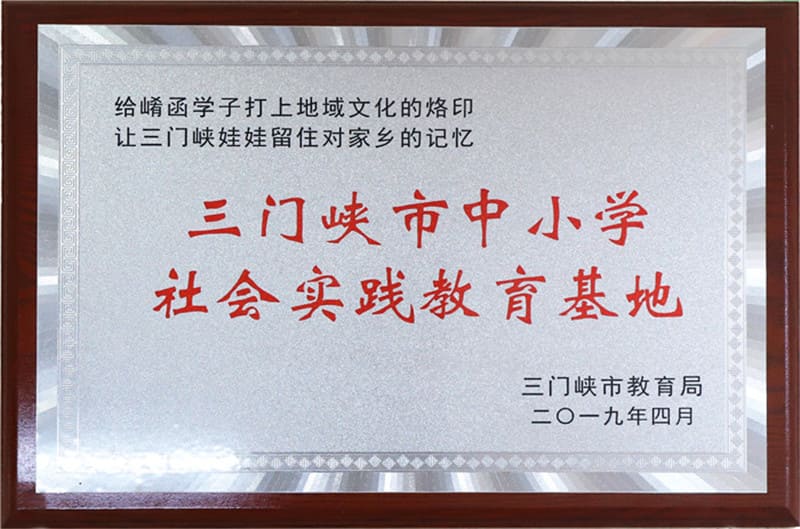 给崤函学子打上地域文化的烙印
让三门峡娃娃留住对家乡的记忆
三门峡市中小学
社会实践教育基地
三门峡市教育局
二〇一九年四月